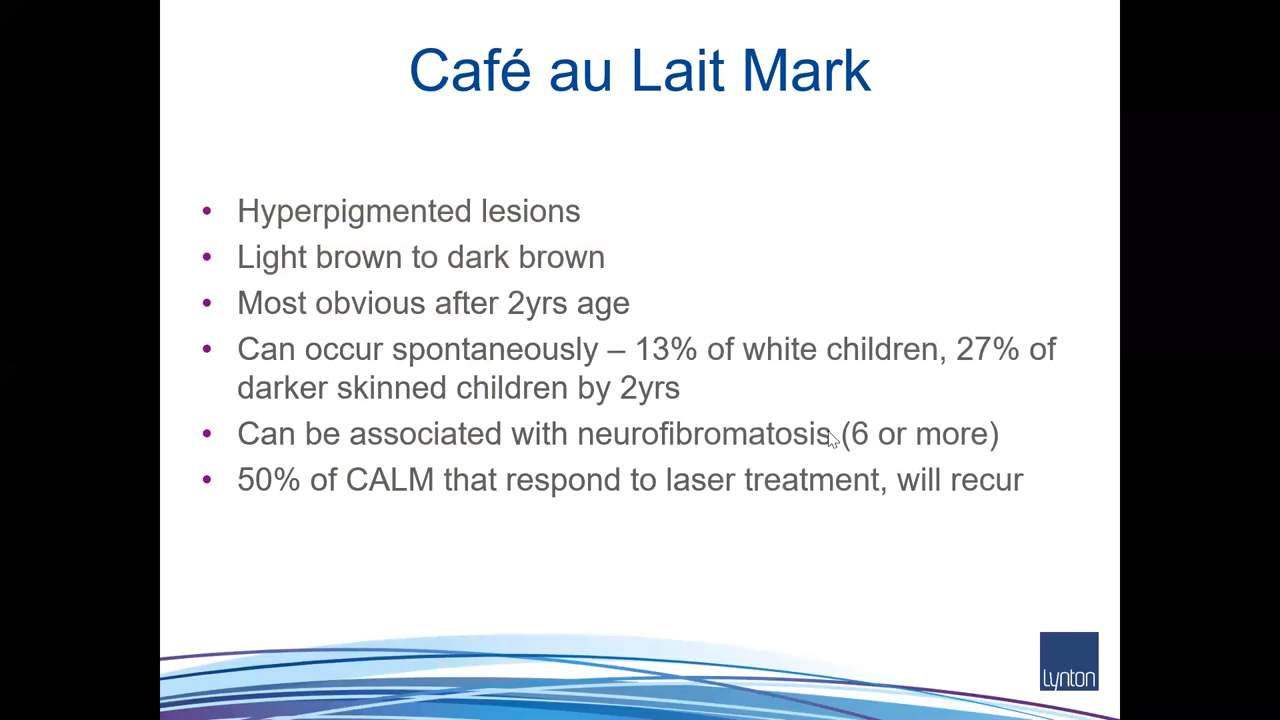 Café au Lait Mark
• Hyperpigmented lesions
• Light brown to dark brown
• Most obvious after 2yrs age
• Can occur spontaneously – 13% of white children, 27% of
darker skinned children by 2yrs
• Can be associated with neurofibromatosis (6 or more)
• 50% of CALM that respond to laser treatment, will recur
Lynton